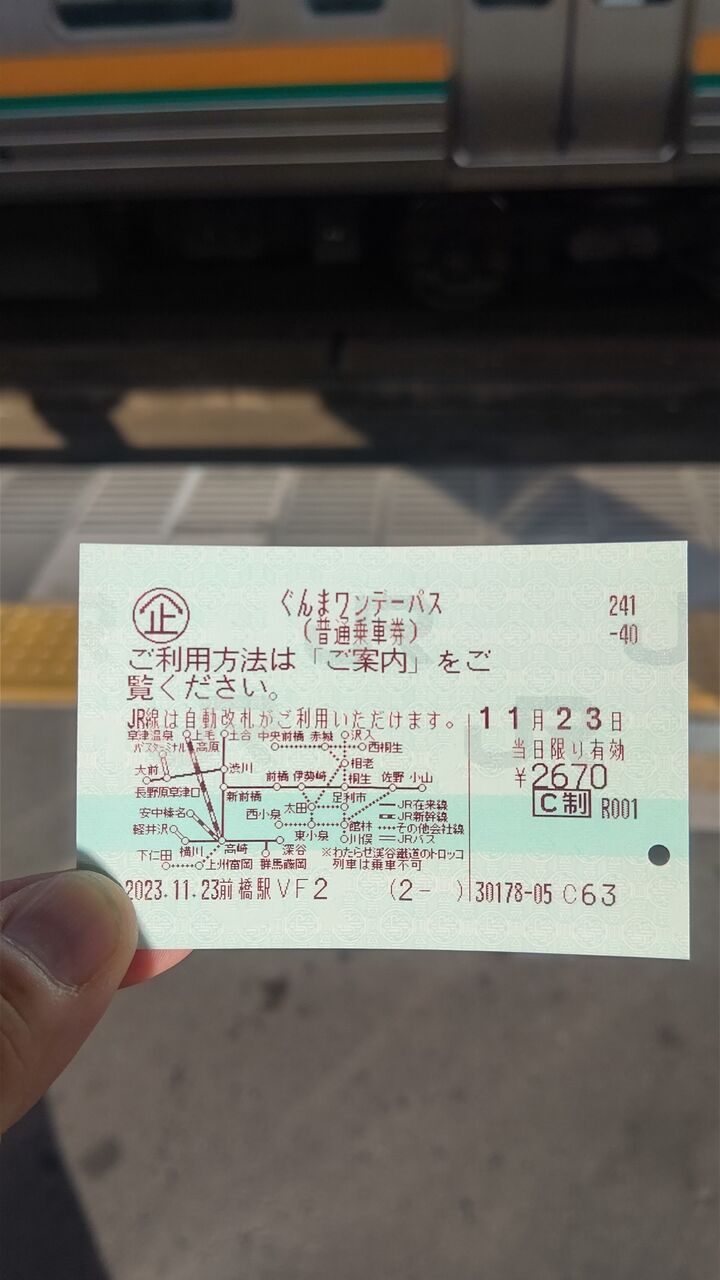 企
ぐんまワンデーパス
(普通乗車券)
241
-40
ご利用方法は「ご案内」をご
覧ください。
JR線は自動改札がご利用いただけます。
11月23日
当日限り有効
¥2670
C制 R001
草津温泉 上毛 土合 中央前橋 赤城 沢入
バスターミナル 高原 西桐生
大前 渋川 相老
前橋 伊勢崎 桐生 佐野 小山
長野原草津口 新前橋 太田 足利市 JR在来線
安中榛名 西小泉 JR新幹線
軽井沢 館林 その他会社線
横川 高崎 東小泉 川俣 JRバス
下仁田 深谷 ※わたらせ渓谷鐵道のトロッコ
上州富岡 群馬藤岡 列車は乗車不可
2023.11.23前橋駅VF2 (2- ) 30178-05 C63